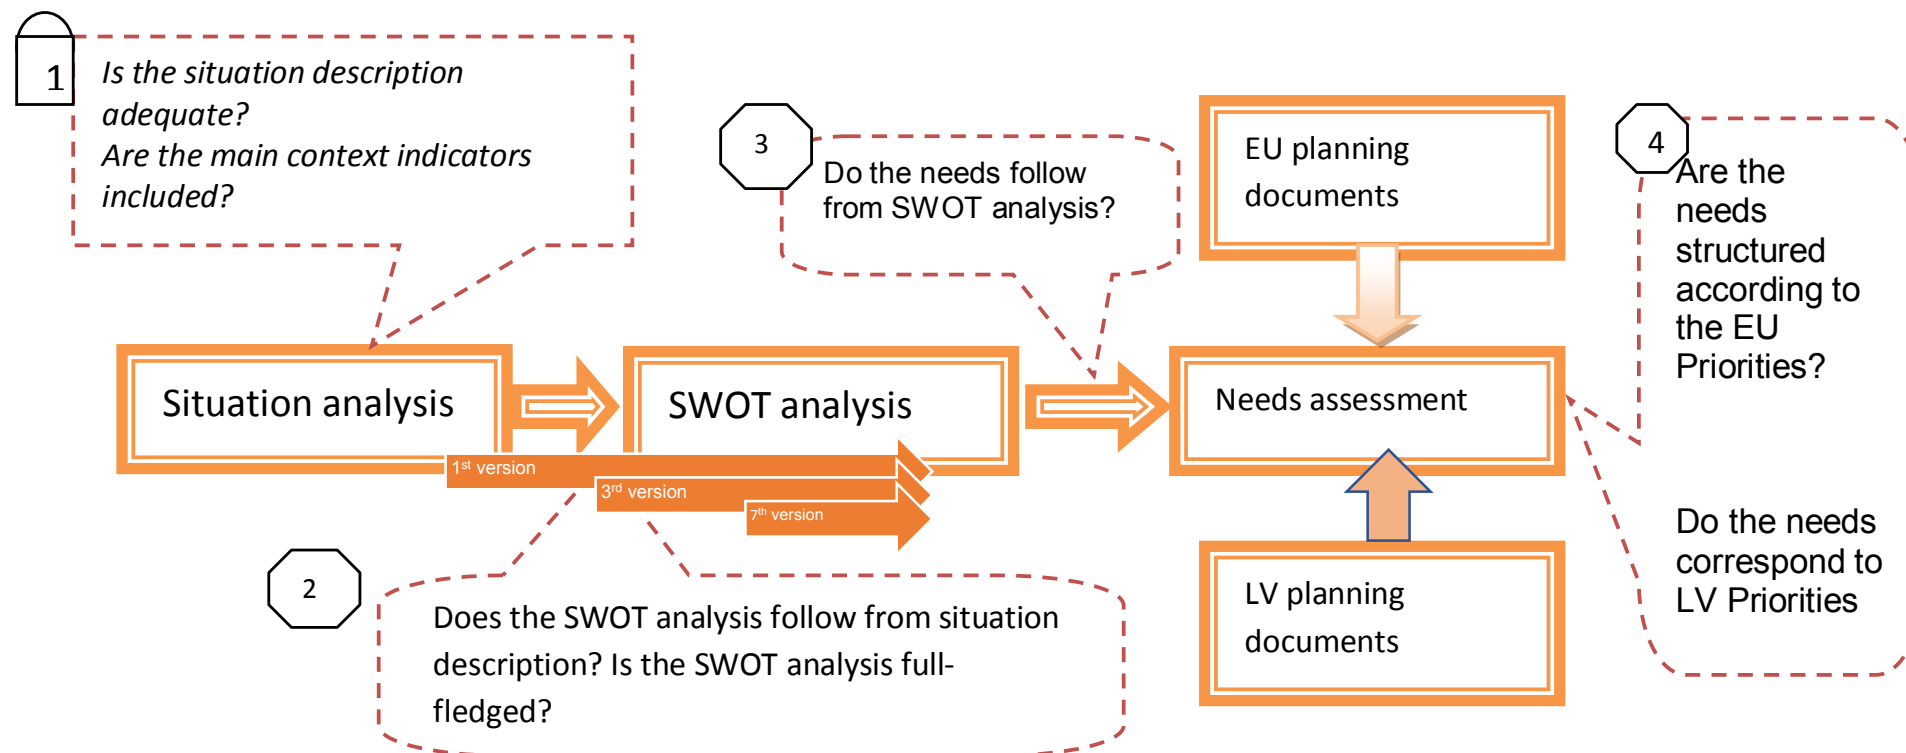 1
Is the situation description
adequate?
Are the main context indicators
included?
3
Do the needs follow
from SWOT analysis?
EU planning
documents
4
Are the
needs
structured
according to
the EU
Priorities?
Situation analysis
SWOT analysis
Needs assessment
1st version
3rd version
7th version
2
Does the SWOT analysis follow from situation
description? Is the SWOT analysis full-
fledged?
LV planning
documents
Do the needs
correspond to
LV Priorities